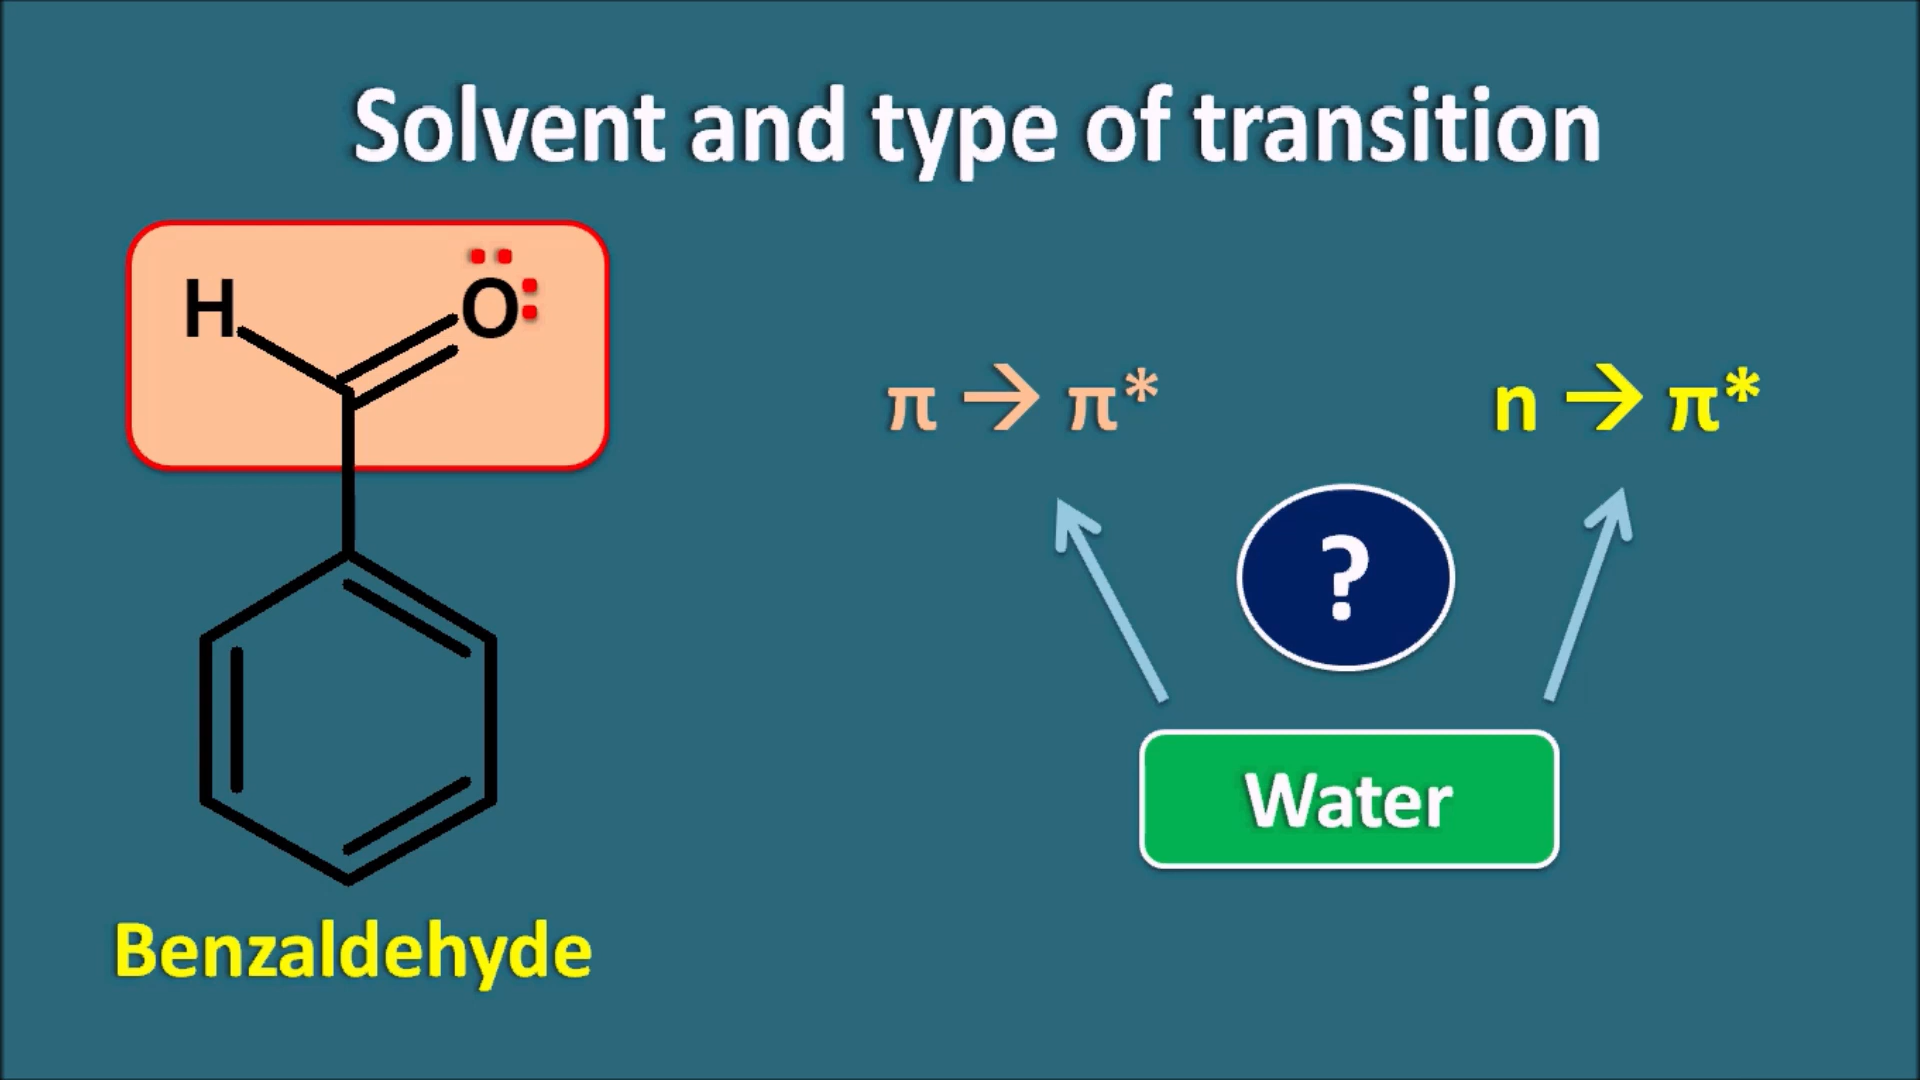 Solvent and type of transition
H
O
π → π*
n → π*
?
Water
Benzaldehyde